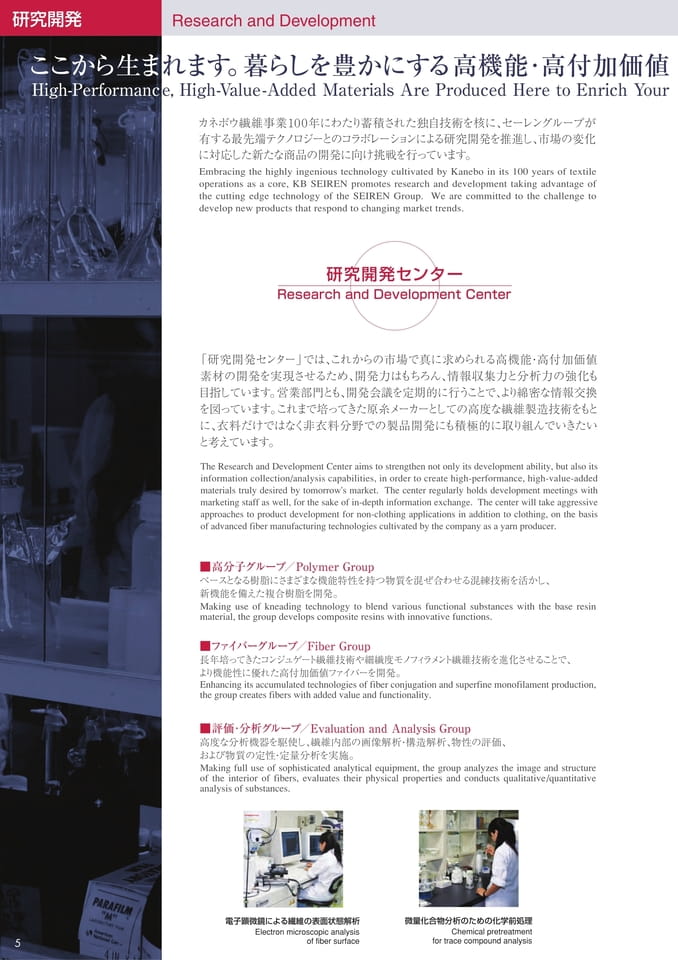 研究開発
Research and Development
ここから生まれます。暮らしを豊かにする高機能・高付加価値
High-Performance, High-Value-Added Materials Are Produced Here to Enrich Your
カネボウ繊維事業100年にわたり蓄積された独自技術を核に、セーレングループが
有する最先端テクノロジーとのコラボレーションによる研究開発を推進し、市場の変化
に対応した新たな商品の開発に向け挑戦を行っています。
Embracing the highly ingenious technology cultivated by Kanebo in its 100 years of textile
operations as a core, KB SEIREN promotes research and development taking advantage of
the cutting edge technology of the SEIREN Group. We are committed to the challenge to
develop new products that respond to changing market trends.
研究開発センター
Research and Development Center
「研究開発センター」では、これからの市場で真に求められる高機能・高付加価値
素材の開発を実現させるため、開発力はもちろん、情報収集力と分析力の強化も
目指しています。営業部門とも、開発会議を定期的に行うことで、より綿密な情報交換
を図っています。これまで培ってきた原糸メーカーとしての高度な繊維製造技術をもと
に、衣料だけではなく非衣料分野での製品開発にも積極的に取り組んでいきたい
と考えています。
The Research and Development Center aims to strengthen not only its development ability, but also its
information collection/analysis capabilities, in order to create high-performance, high-value-added
materials truly desired by tomorrow's market. The center regularly holds development meetings with
marketing staff as well, for the sake of in-depth information exchange. The center will take aggressive
approaches to product development for non-clothing applications in addition to clothing, on the basis
of advanced fiber manufacturing technologies cultivated by the company as a yarn producer.
■高分子グループ／Polymer Group
ベースとなる樹脂にさまざまな機能特性を持つ物質を混ぜ合わせる混練技術を活かし、
新機能を備えた複合樹脂を開発。
Making use of kneading technology to blend various functional substances with the base resin
material, the group develops composite resins with innovative functions.
■ファイバーグループ／Fiber Group
長年培ってきたコンジュゲート繊維技術や細繊度モノフィラメント繊維技術を進化させることで、
より機能性に優れた高付加価値ファイバーを開発。
Enhancing its accumulated technologies of fiber conjugation and superfine monofilament production,
the group creates fibers with added value and functionality.
■評価・分析グループ／Evaluation and Analysis Group
高度な分析機器を駆使し、繊維内部の画像解析・構造解析、物性の評価、
および物質の定性・定量分析を実施。
Making full use of sophisticated analytical equipment, the group analyzes the image and structure
of the interior of fibers, evaluates their physical properties and conducts qualitative/quantitative
analysis of substances.
電子顕微鏡による繊維の表面状態解析
Electron microscopic analysis
of fiber surface
微量化合物分析のための化学前処理
Chemical pretreatment
for trace compound analysis
PARAFILM
"M"
5